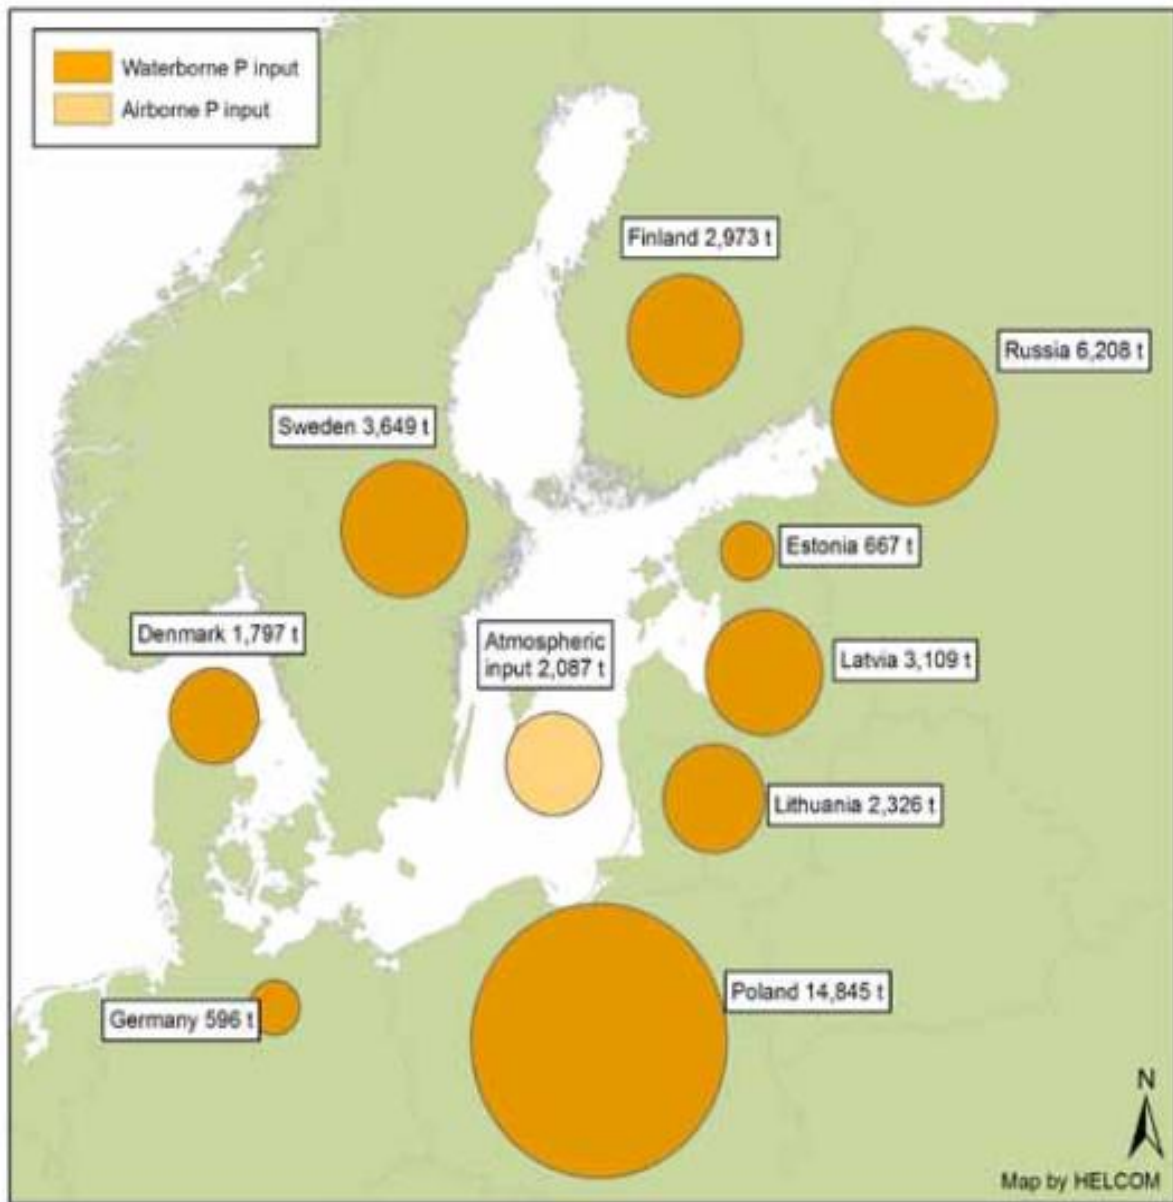 Waterborne P input
Airborne P input
Finland 2,973 t
Russia 6,208 t
Sweden 3,649 t
Estonia 667 t
Denmark 1,797 t
Atmospheric
input 2,087 t
Latvia 3,109 t
Lithuania 2,326 t
Poland 14,845 t
Germany 596 t
N
Map by HELCOM